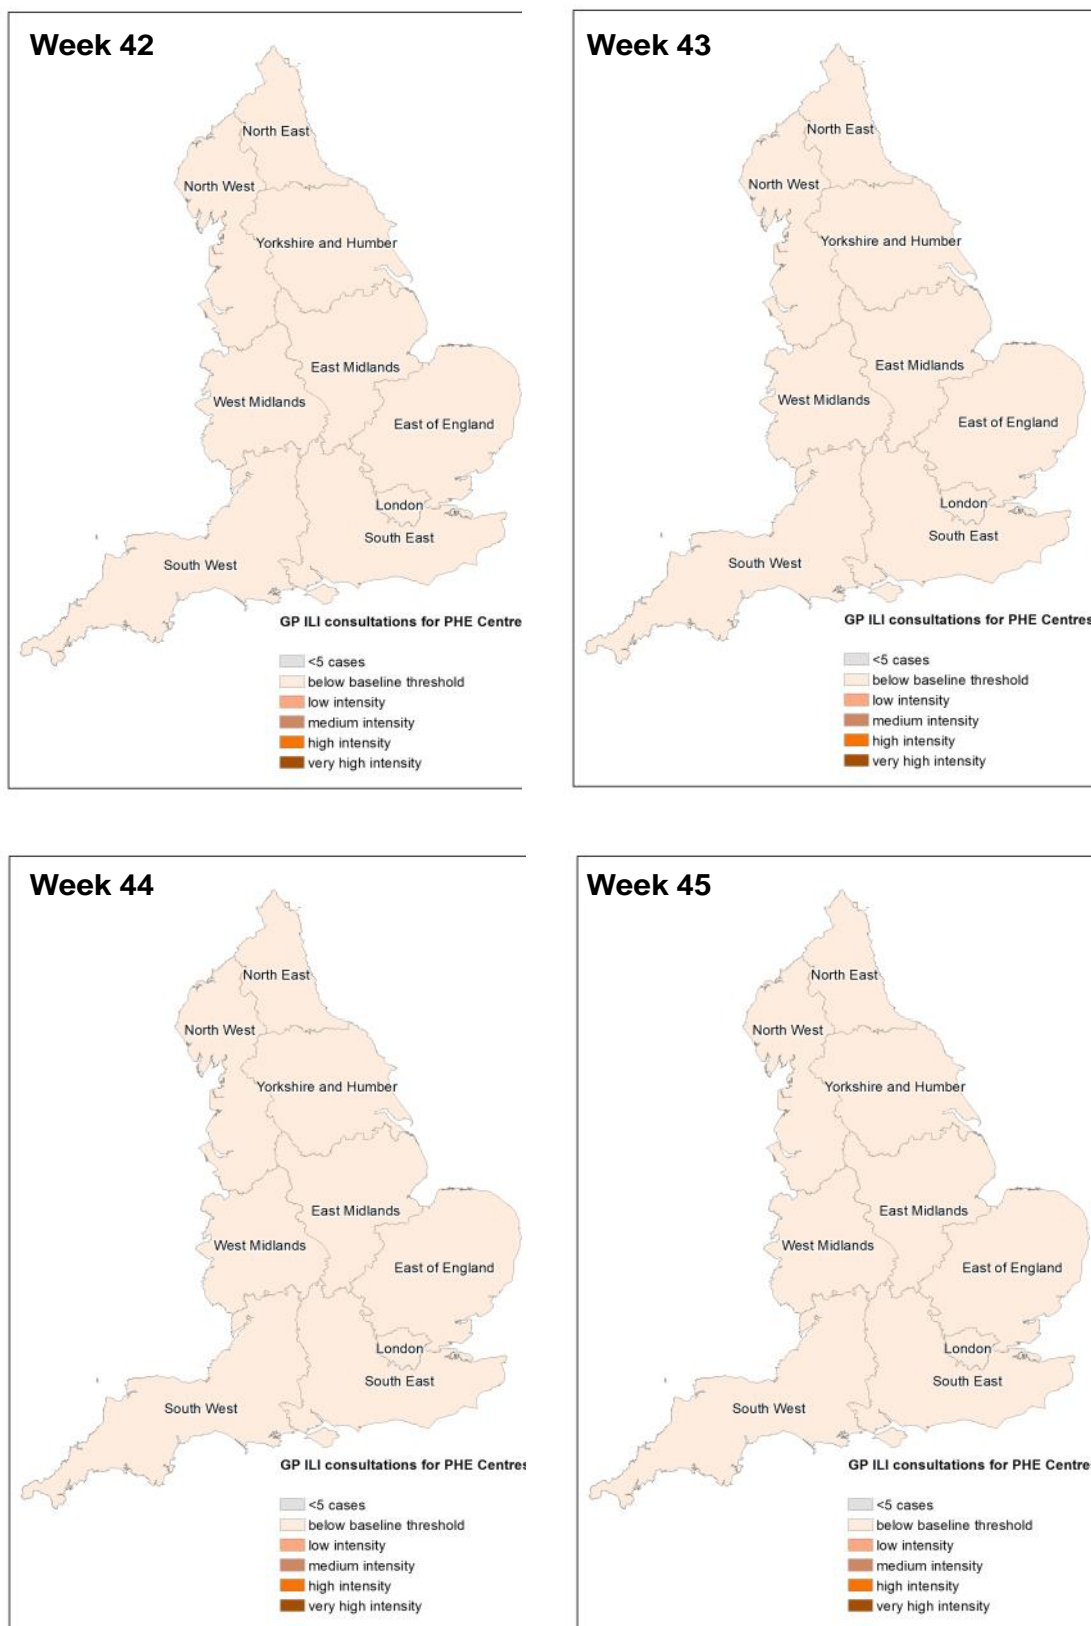 Week 42
North East
North West
Yorkshire and Humber
East Midlands
West Midlands
East of England
London
South East
South West
GP ILI consultations for PHE Centre
<5 cases
below baseline threshold
low intensity
medium intensity
high intensity
very high intensity
Week 43
North East
North West
Yorkshire and Humber
East Midlands
West Midlands
East of England
London
South East
South West
GP ILI consultations for PHE Centres
<5 cases
below baseline threshold
low intensity
medium intensity
high intensity
very high intensity
Week 44
North East
North West
Yorkshire and Humber
East Midlands
West Midlands
East of England
London
South East
South West
GP ILI consultations for PHE Centres
<5 cases
below baseline threshold
low intensity
medium intensity
high intensity
very high intensity
Week 45
North East
North West
Yorkshire and Humber
East Midlands
West Midlands
East of England
London
South East
South West
GP ILI consultations for PHE Centre
<5 cases
below baseline threshold
low intensity
medium intensity
high intensity
very high intensity